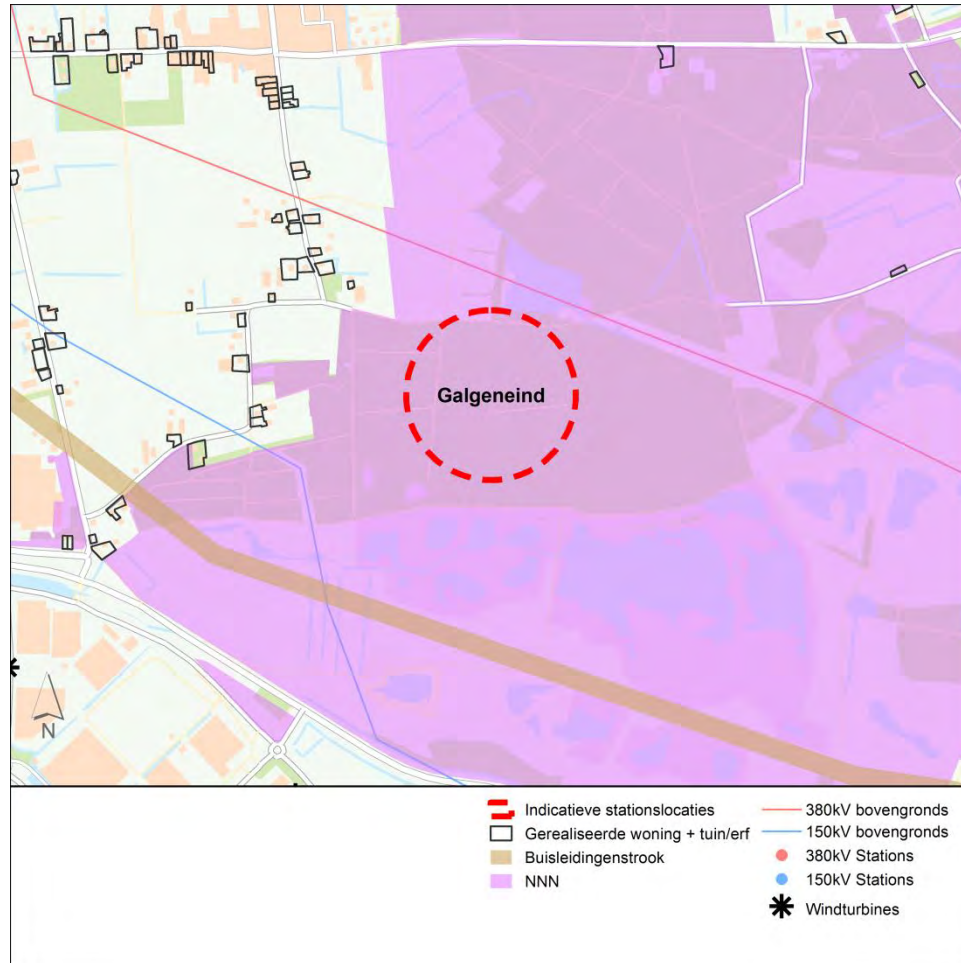 Galgeneind
N
Indicatieve stationslocaties
Gerealiseerde woning + tuin/erf
Buisleidingenstrook
NNN
380kV bovengronds
150kV bovengronds
380kV Stations
150kV Stations
Windturbines